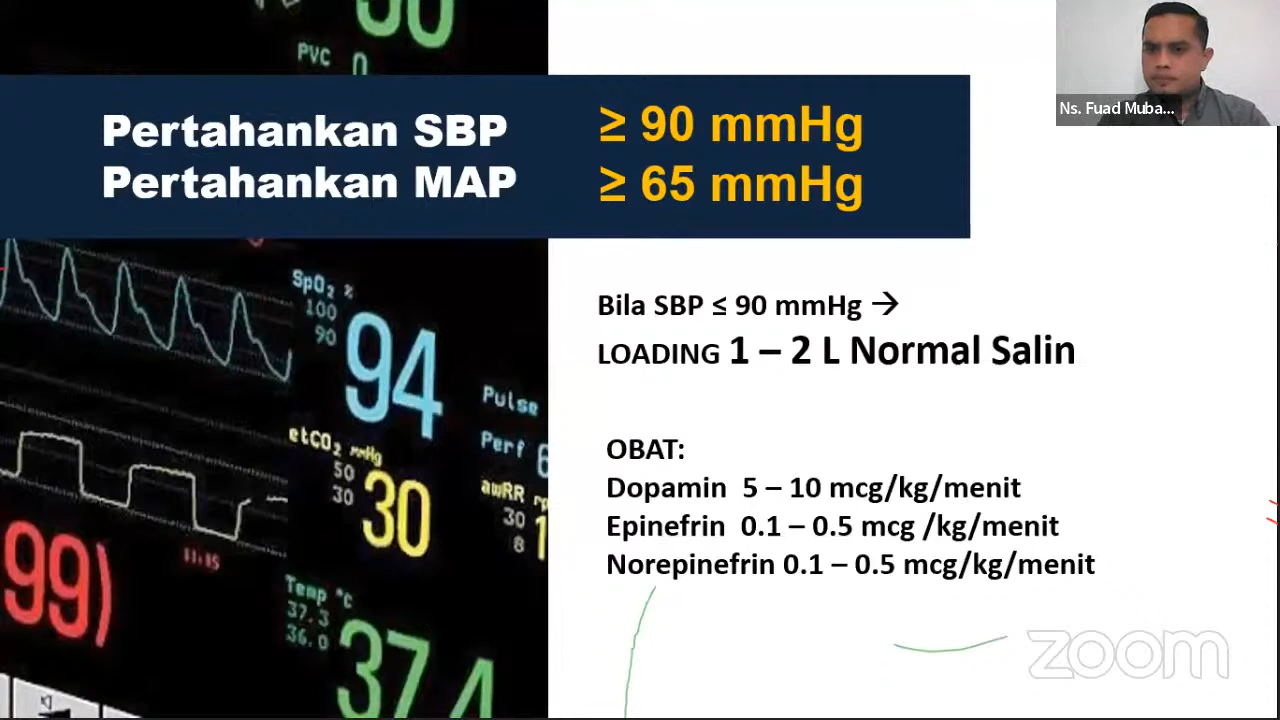 PVC
Pertahankan SBP ≥ 90 mmHg
Pertahankan MAP ≥ 65 mmHg
Ns. Fuad Muba...
SpO₂ %
100
90
94
Pulse
Perf 6
etCO₂ mmHg
50
30
30
awRR
30
8
99)
11:15
Temp °C
37.3
36.0
37.4
Bila SBP ≤ 90 mmHg →
LOADING 1 – 2 L Normal Salin
OBAT:
Dopamin 5 – 10 mcg/kg/menit
Epinefrin 0.1 – 0.5 mcg /kg/menit
Norepinefrin 0.1 – 0.5 mcg/kg/menit
zoom